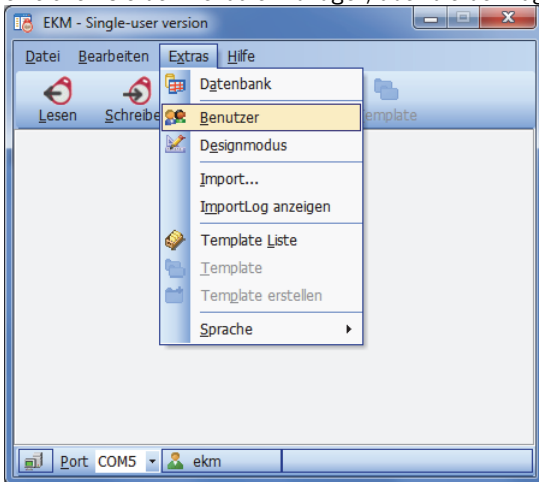 EKM - Single-user version
Datei Bearbeiten Extras Hilfe
Lesen Schreibe emplate
Datenbank
Benutzer
Designmodus
Import...
ImportLog anzeigen
Template Liste
Template
Template erstellen
Sprache
Port COM5 ekm